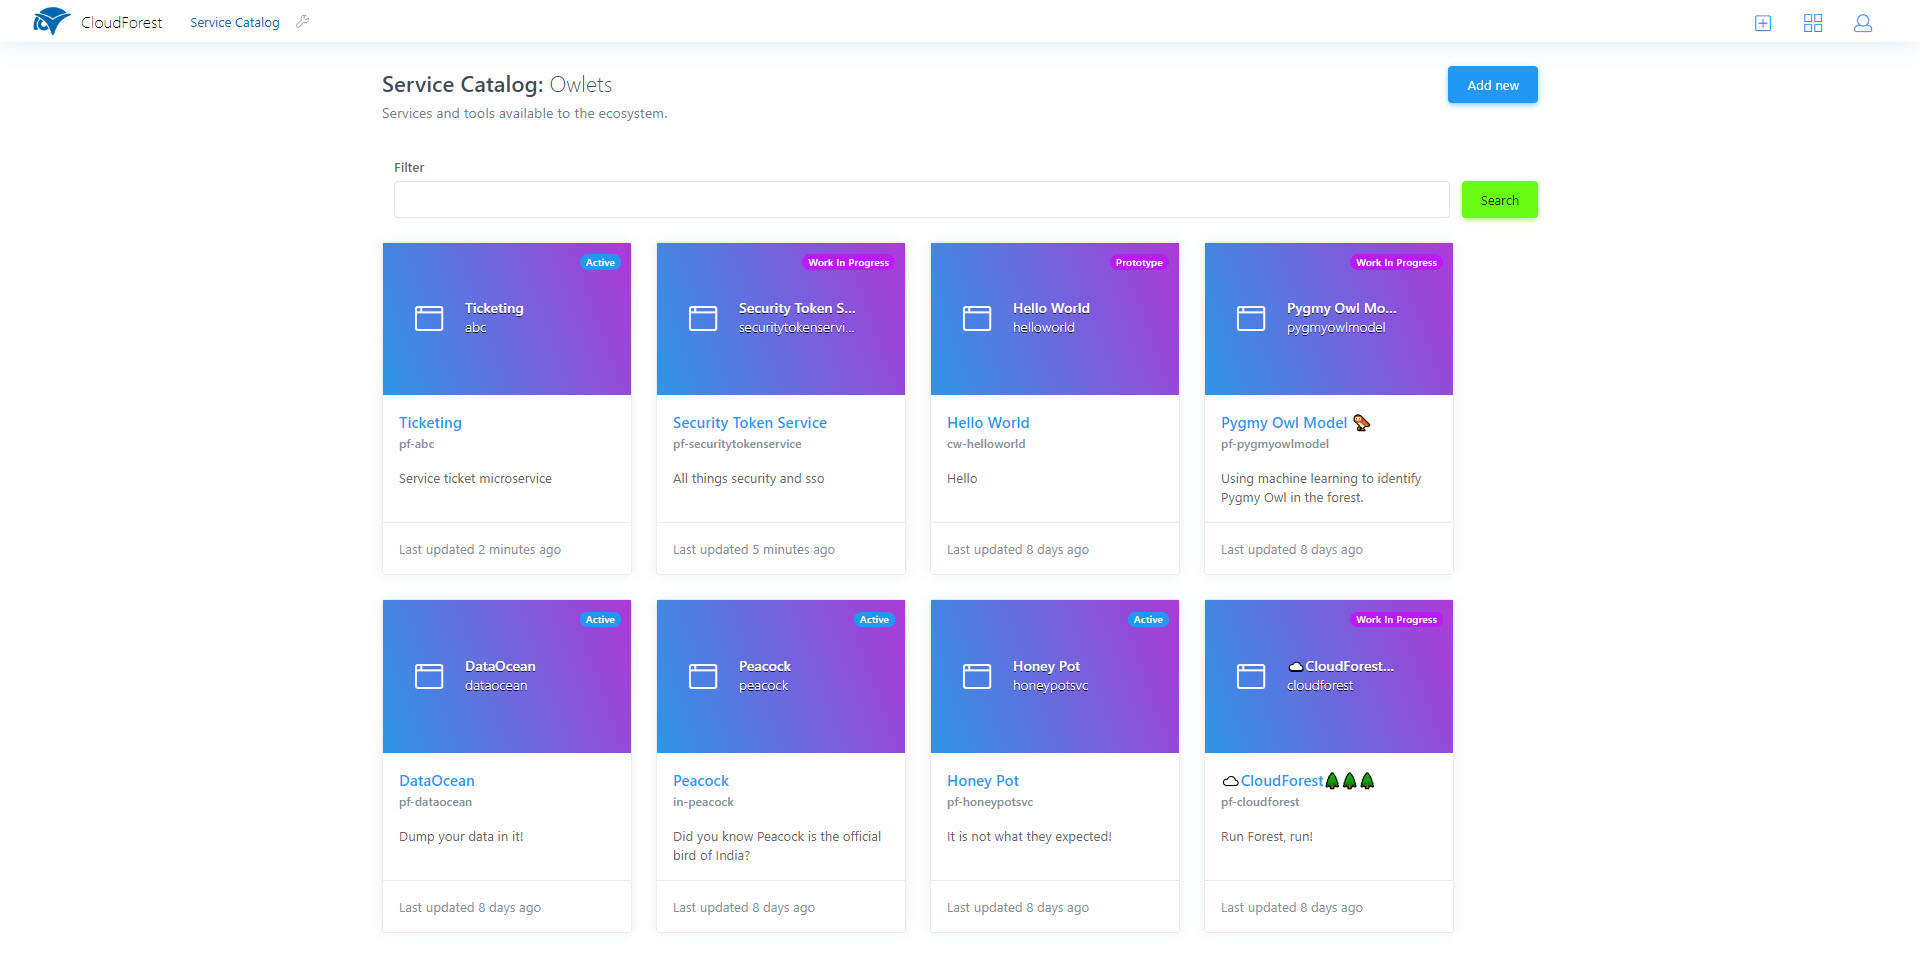 CloudForest
Service Catalog
Service Catalog: Owlets
Add new
Services and tools available to the ecosystem.
Filter
Search
Active
Ticketing
abc
Ticketing
pf-abc
Service ticket microservice
Last updated 2 minutes ago
Work In Progress
Security Token S...
securitytokenservi...
Security Token Service
pf-securitytokenservice
All things security and sso
Last updated 5 minutes ago
Prototype
Hello World
helloworld
Hello World
cw-helloworld
Hello
Last updated 8 days ago
Work In Progress
Pygmy Owl Mo...
pygmyowlmodel
Pygmy Owl Model
pf-pygmyowlmodel
Using machine learning to identify
Pygmy Owl in the forest.
Last updated 8 days ago
Active
DataOcean
dataocean
DataOcean
pf-dataocean
Dump your data in it!
Last updated 8 days ago
Active
Peacock
peacock
Peacock
in-peacock
Did you know Peacock is the official
bird of India?
Last updated 8 days ago
Active
Honey Pot
honeypotsvc
Honey Pot
pf-honeypotsvc
It is not what they expected!
Last updated 8 days ago
Work In Progress
CloudForest...
cloudforest
CloudForest
pf-cloudforest
Run Forest, run!
Last updated 8 days ago